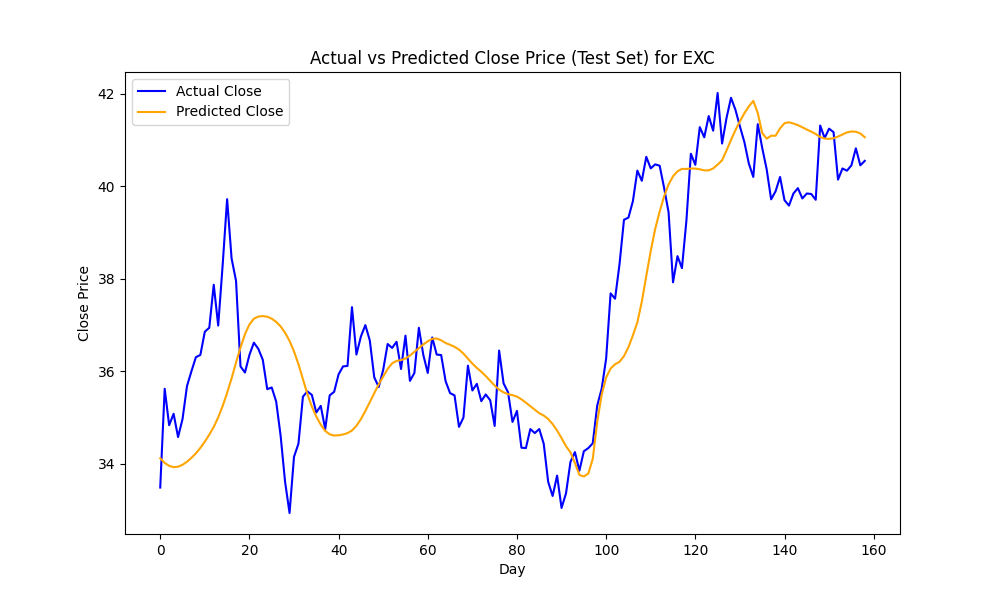 Actual vs Predicted Close Price (Test Set) for EXC
Actual Close
Predicted Close
Close Price
42
40
38
36
34
0 20 40 60 80 100 120 140 160
Day